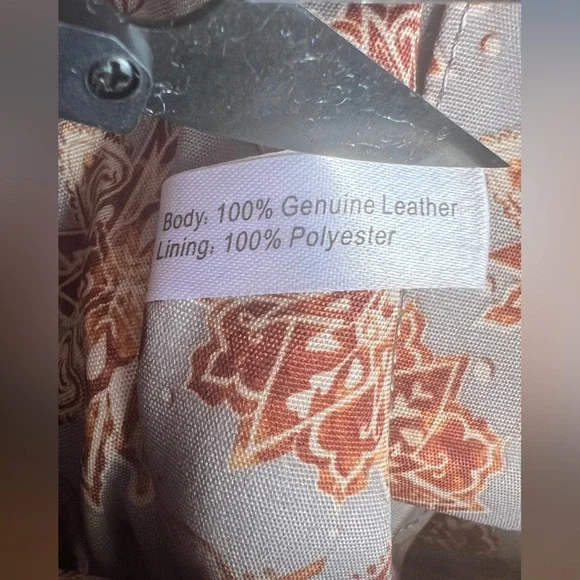 Body: 100% Genuine Leather
Lining: 100% Polyester